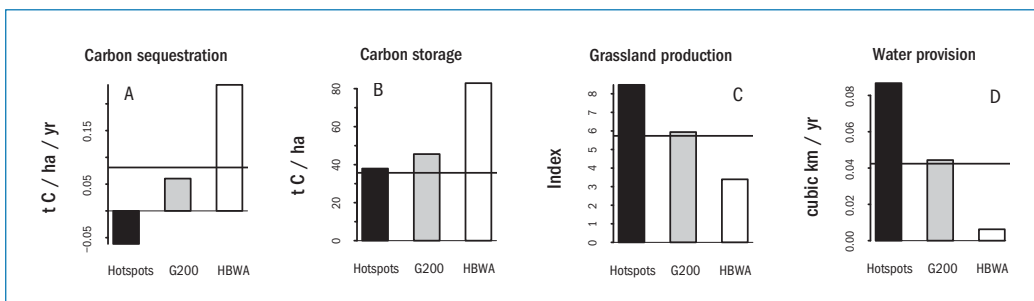 Carbon sequestration
A
t C / ha / yr
0.15
0.05
−0.05
Hotspots G200 HBWA
Carbon storage
B
t C / ha
80
60
40
20
0
Hotspots G200 HBWA
Grassland production
C
Index
8
7
6
5
4
3
2
1
0
Hotspots G200 HBWA
Water provision
D
cubic km / yr
0.08
0.06
0.04
0.02
0.00
Hotspots G200 HBWA